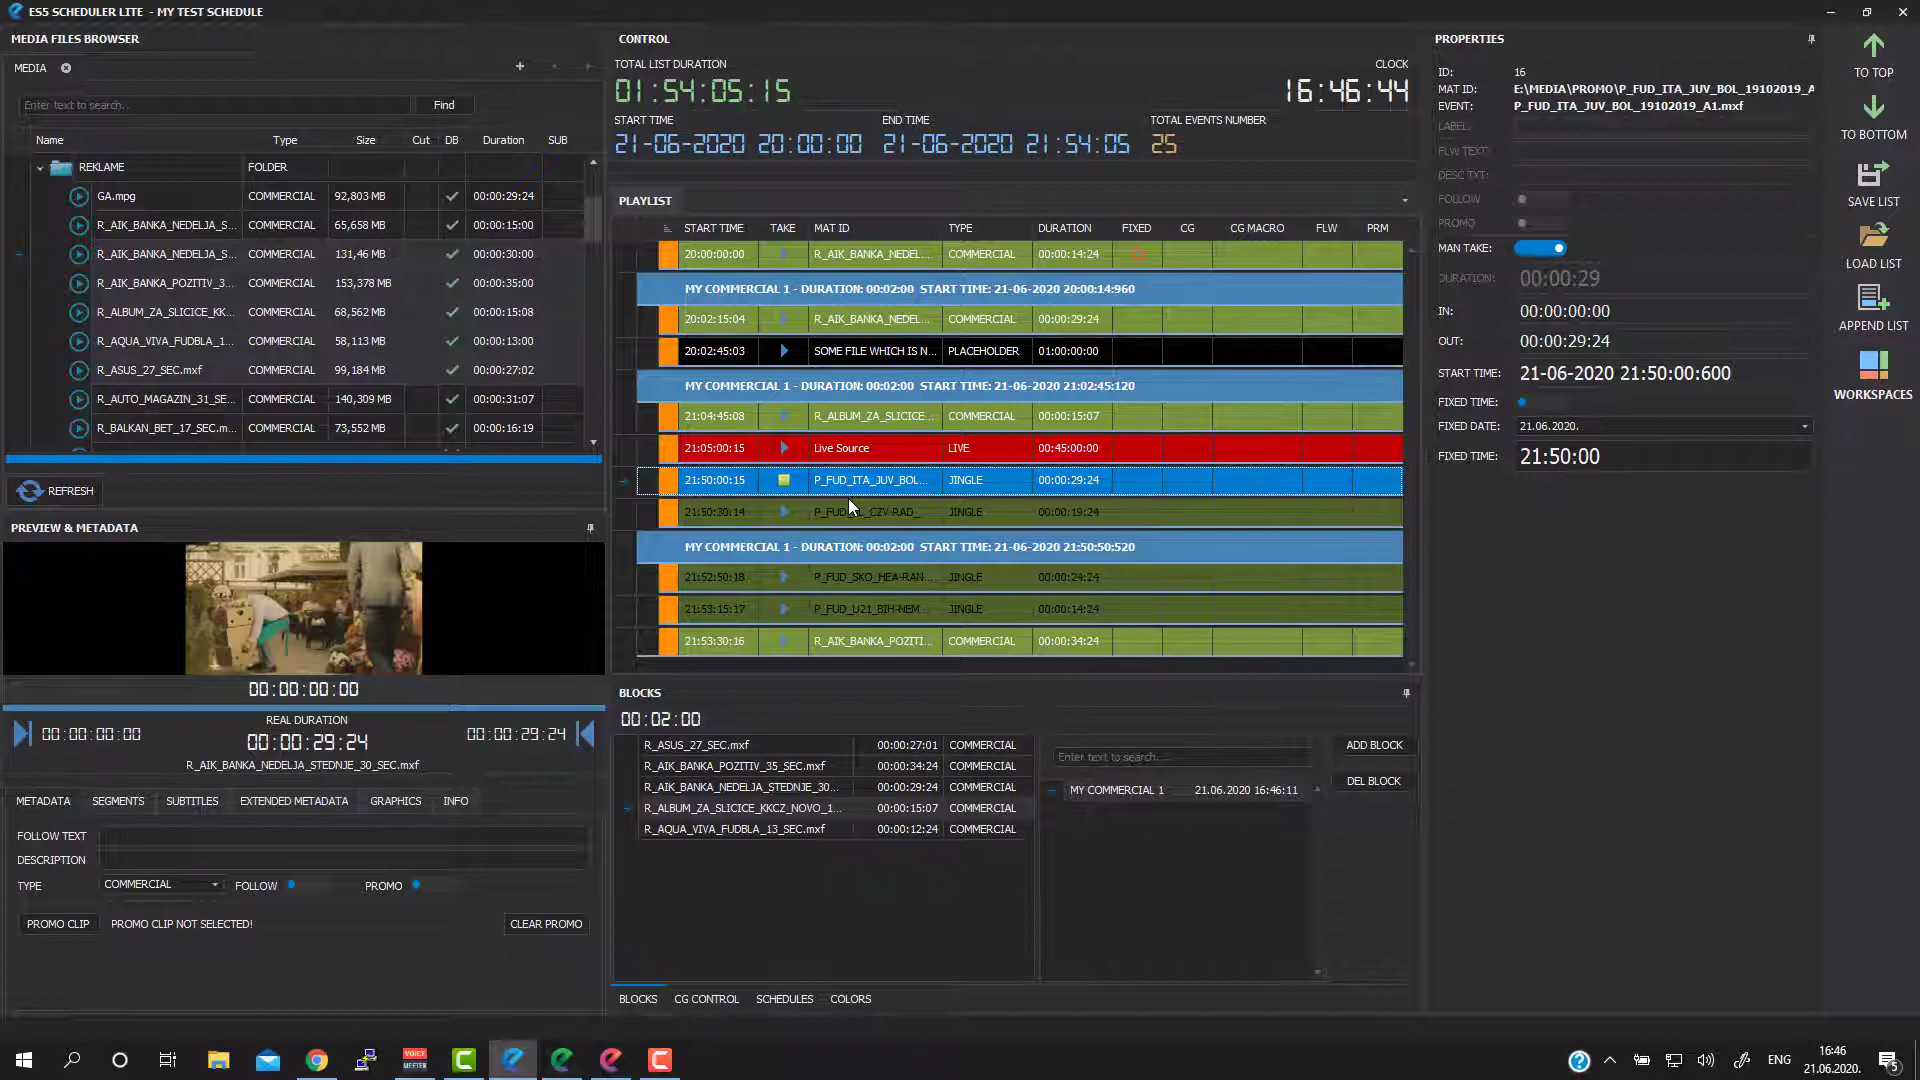 ES5 SCHEDULER LITE - MY TEST SCHEDULE
MEDIA FILES BROWSER
MEDIA
Enter text to search..
Find
Name Type Size Cut DB Duration SUB
REKLAME FOLDER
GA.mpg COMMERCIAL 92,803 MB 00:00:29:24
R_AIK_BANKA_NEDELJA_S... COMMERCIAL 65,658 MB 00:00:15:00
R_AIK_BANKA_NEDELJA_S... COMMERCIAL 131,46 MB 00:00:30:00
R_AIK_BANKA_POZITIV_3... COMMERCIAL 153,378 MB 00:00:35:00
R_ALBUM_ZA_SLICICE_KK... COMMERCIAL 68,562 MB 00:00:15:08
R_AQUA_VIVA_FUDBLA_1... COMMERCIAL 58,113 MB 00:00:13:00
R_ASUS_27_SEC.mxf COMMERCIAL 99,184 MB 00:00:27:02
R_AUTO_MAGAZIN_31_SE... COMMERCIAL 140,309 MB 00:00:31:07
R_BALKAN_BET_17_SEC.m... COMMERCIAL 73,552 MB 00:00:16:19
REFRESH
PREVIEW & METADATA
00:00:00:00
REAL DURATION
00:00:00:00 00:00:29:24 00:00:29:24
R_AIK_BANKA_NEDELJA_STEDNJE_30_SEC.mxf
METADATA SEGMENTS SUBTITLES EXTENDED METADATA GRAPHICS INFO
FOLLOW TEXT
DESCRIPTION
TYPE COMMERCIAL FOLLOW PROMO
PROMO CLIP PROMO CLIP NOT SELECTED! CLEAR PROMO
CONTROL
TOTAL LIST DURATION CLOCK
01:54:05:15 16:46:44
START TIME END TIME TOTAL EVENTS NUMBER
21-06-2020 20:00:00 21-06-2020 21:54:05 25
PLAYLIST
START TIME TAKE MAT ID TYPE DURATION FIXED CG CG MACRO FLW PRM
20:00:00:00 R_AIK_BANKA_NEDEL... COMMERCIAL 00:00:14:24
MY COMMERCIAL 1 - DURATION: 00:02:00 START TIME: 21-06-2020 20:00:14:960
20:02:15:04 R_AIK_BANKA_NEDEL... COMMERCIAL 00:00:29:24
20:02:45:03 SOME FILE WHICH IS N... PLACEHOLDER 01:00:00:00
MY COMMERCIAL 1 - DURATION: 00:02:00 START TIME: 21-06-2020 21:02:45:120
21:04:45:08 R_ALBUM_ZA_SLICICE... COMMERCIAL 00:00:15:07
21:05:00:15 Live Source LIVE 00:45:00:00
21:50:00:15 P_FUD_ITA_JUV_BOL... JINGLE 00:00:29:24
21:50:30:14 JINGLE 00:00:19:24
MY COMMERCIAL 1 - DURATION: 00:02:00 START TIME: 21-06-2020 21:50:50:520
21:52:50:18 P_FUD_SKO_HEA-RAN... JINGLE 00:00:24:24
21:53:15:17 P_FUD_U21_BIH-NEM... JINGLE 00:00:14:24
21:53:30:16 R_AIK_BANKA_POZITI... COMMERCIAL 00:00:34:24
BLOCKS
00:02:00
R_ASUS_27_SEC.mxf 00:00:27:01 COMMERCIAL
R_AIK_BANKA_POZITIV_35_SEC.mxf 00:00:34:24 COMMERCIAL
R_AIK_BANKA_NEDELJA_STEDNJE_30... 00:00:29:24 COMMERCIAL
R_ALBUM_ZA_SLICICE_KKCZ_NOVO_1... 00:00:15:07 COMMERCIAL
R_AQUA_VIVA_FUDBLA_13_SEC.mxf 00:00:12:24 COMMERCIAL
Enter text to search...
MY COMMERCIAL 1 21.06.2020 16:46:11
ADD BLOCK
DEL BLOCK
BLOCKS CG CONTROL SCHEDULES COLORS
PROPERTIES
ID: 16
MAT ID: E:\MEDIA\PROMO\P_FUD_ITA_JUV_BOL_19102019_A
EVENT: P_FUD_ITA_JUV_BOL_19102019_A1.mxf
LABEL:
FLW TEXT:
DESC TXT:
FOLLOW
PROMO
MAN TAKE:
DURATION: 00:00:29
IN: 00:00:00:00
OUT: 00:00:29:24
START TIME: 21-06-2020 21:50:00:600
FIXED TIME:
FIXED DATE: 21.06.2020.
FIXED TIME: 21:50:00
TO TOP
TO BOTTOM
SAVE LIST
LOAD LIST
APPEND LIST
WORKSPACES
VOICE
MEETER
ENG
16:46
21.06.2020.
5